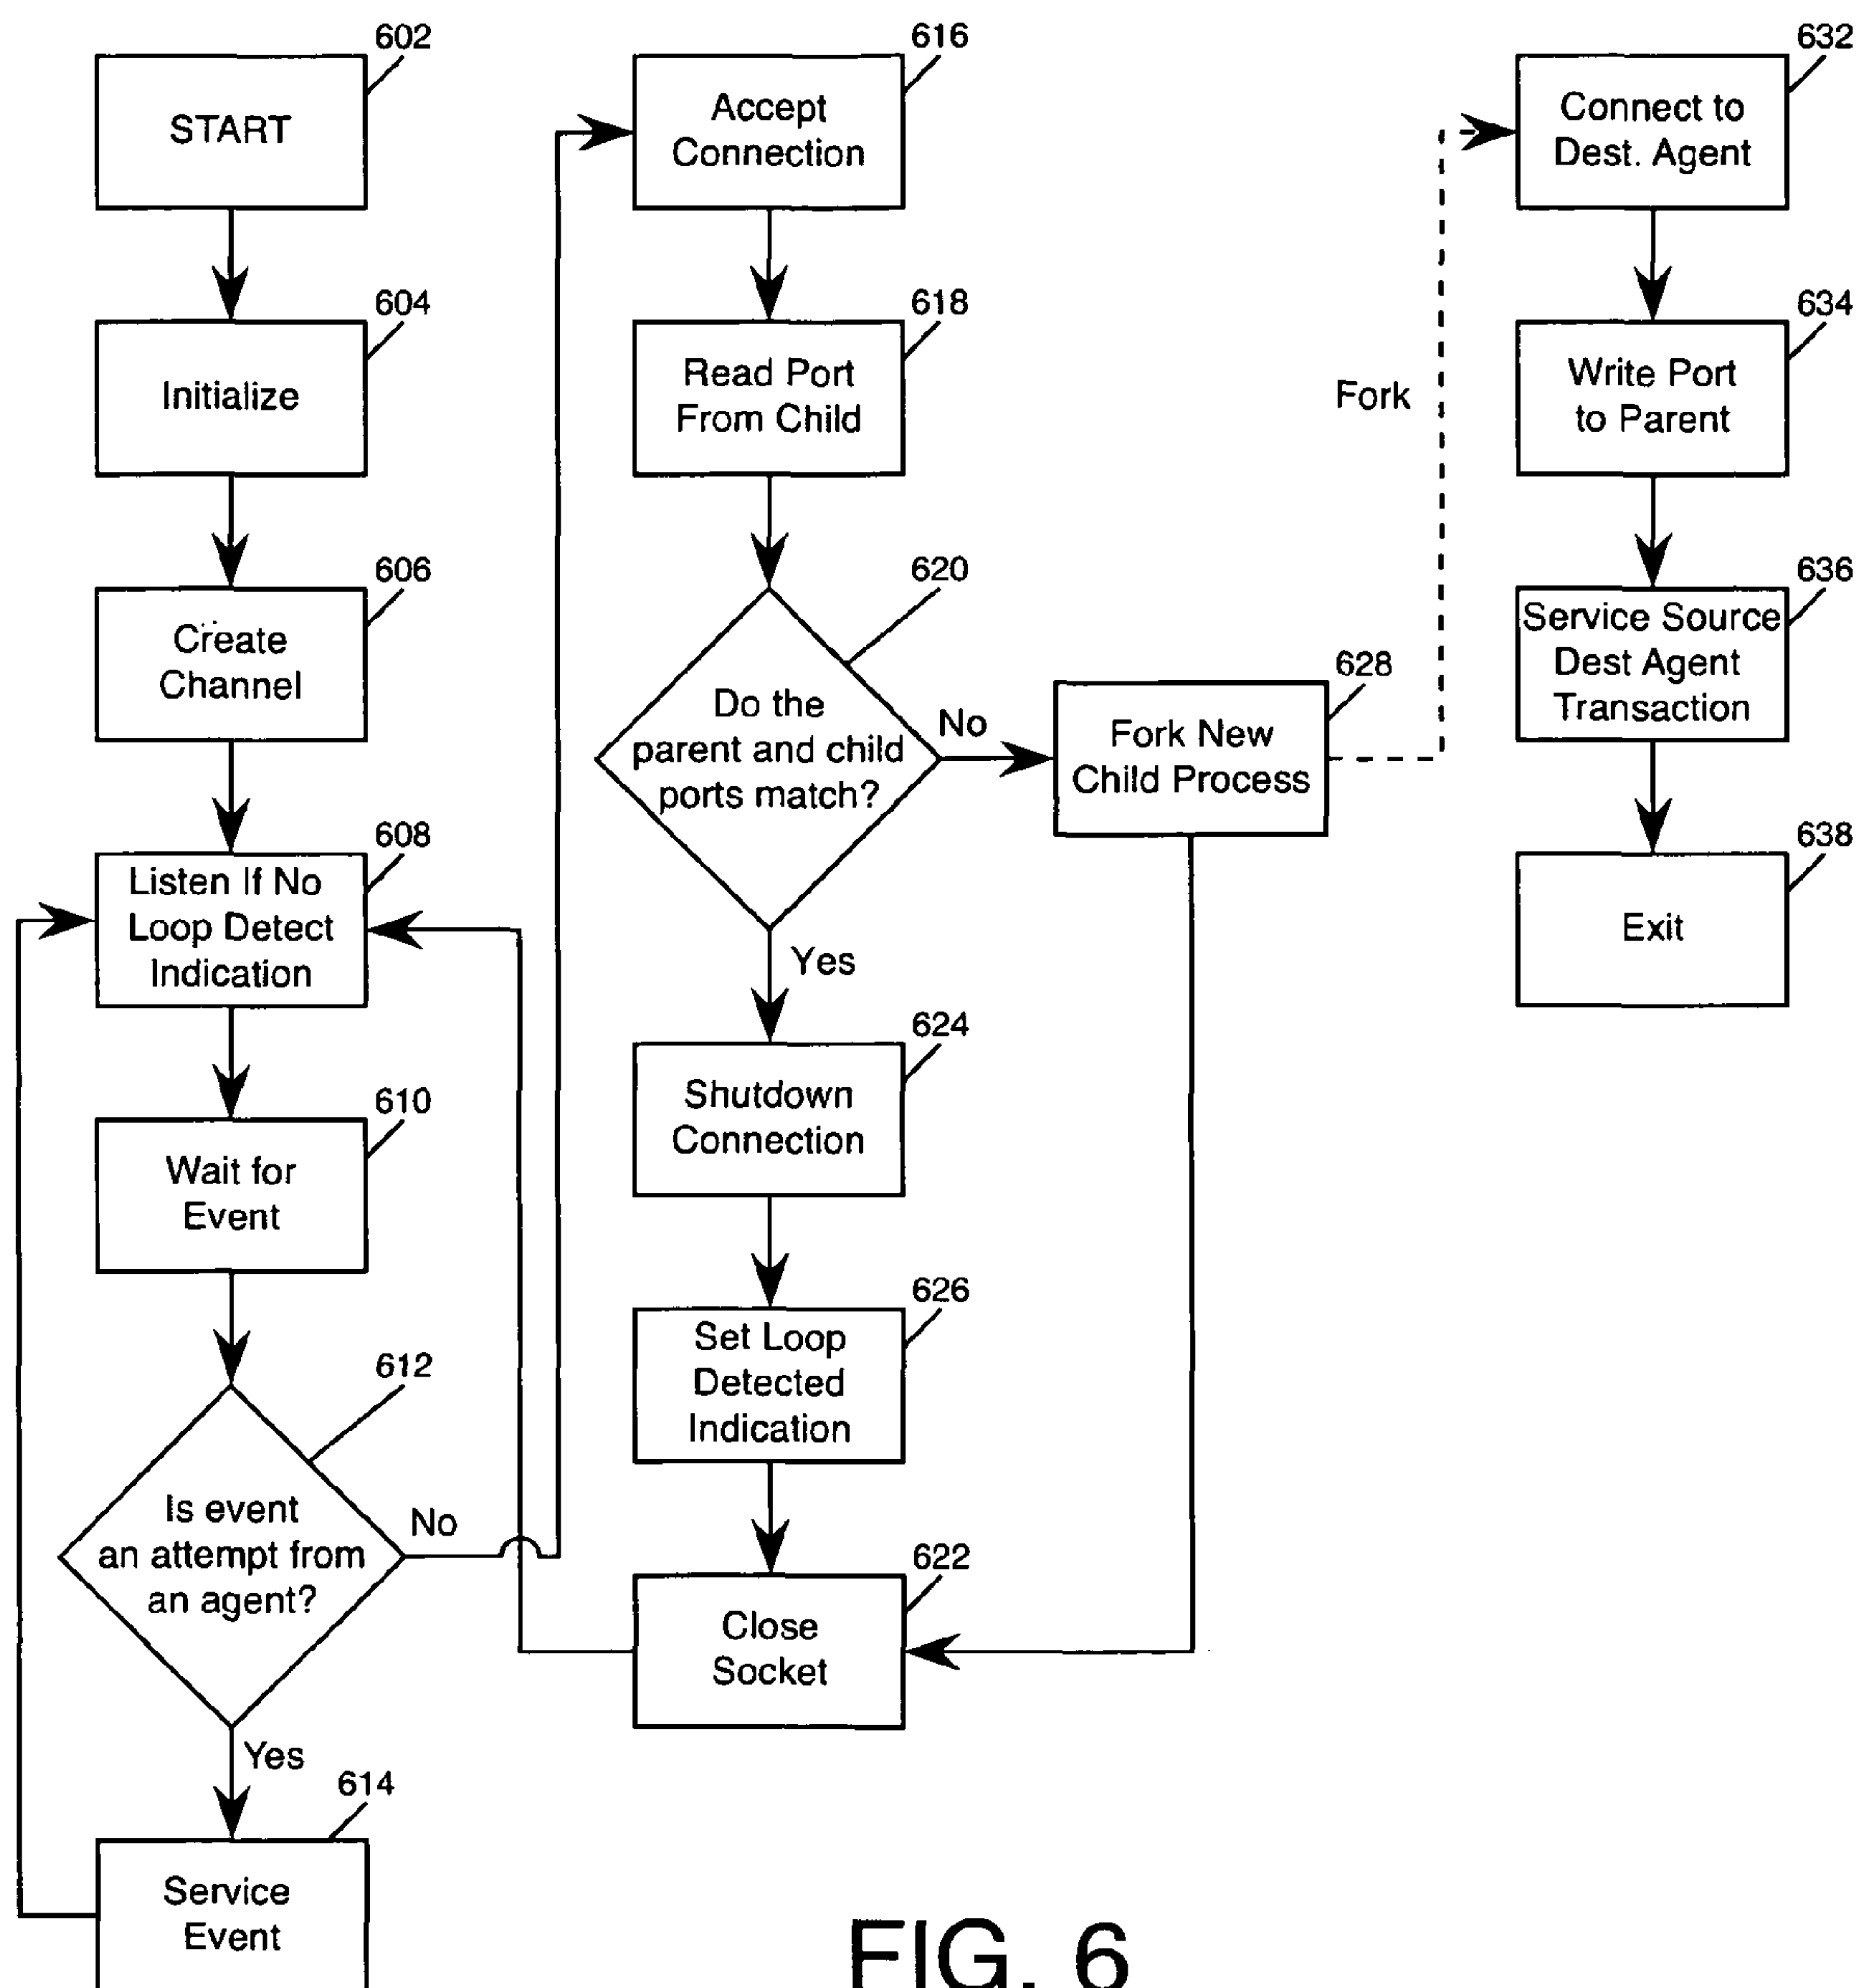 602
START
604
Initialize
606
Create
Channel
608
Listen If No
Loop Detect
Indication
610
Wait for
Event
612
Is event
an attempt from
an agent?
No
Yes
614
Service
Event
616
Accept
Connection
618
Read Port
From Child
620
Do the
parent and child
ports match?
No
Yes
624
Shutdown
Connection
626
Set Loop
Detected
Indication
622
Close
Socket
628
Fork New
Child Process
Fork
632
Connect to
Dest. Agent
634
Write Port
to Parent
636
Service Source
Dest Agent
Transaction
638
Exit
FIG. 6